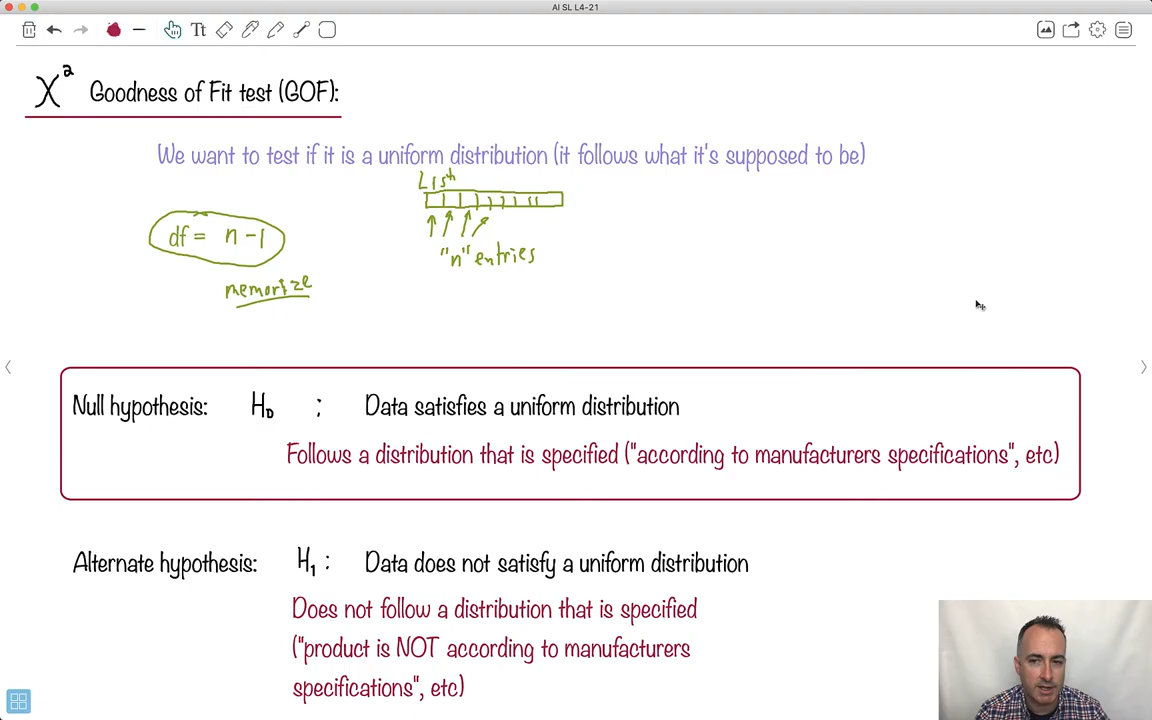 AI SL L4-21
Tt
χ² Goodness of Fit test (GOF):
We want to test if it is a uniform distribution (it follows what it's supposed to be)
List
df = n -1
"n" entries
memorize
Null hypothesis: H₀ : Data satisfies a uniform distribution
Follows a distribution that is specified ("according to manufacturers specifications", etc)
Alternate hypothesis: H₁ : Data does not satisfy a uniform distribution
Does not follow a distribution that is specified
("product is NOT according to manufacturers
specifications", etc)